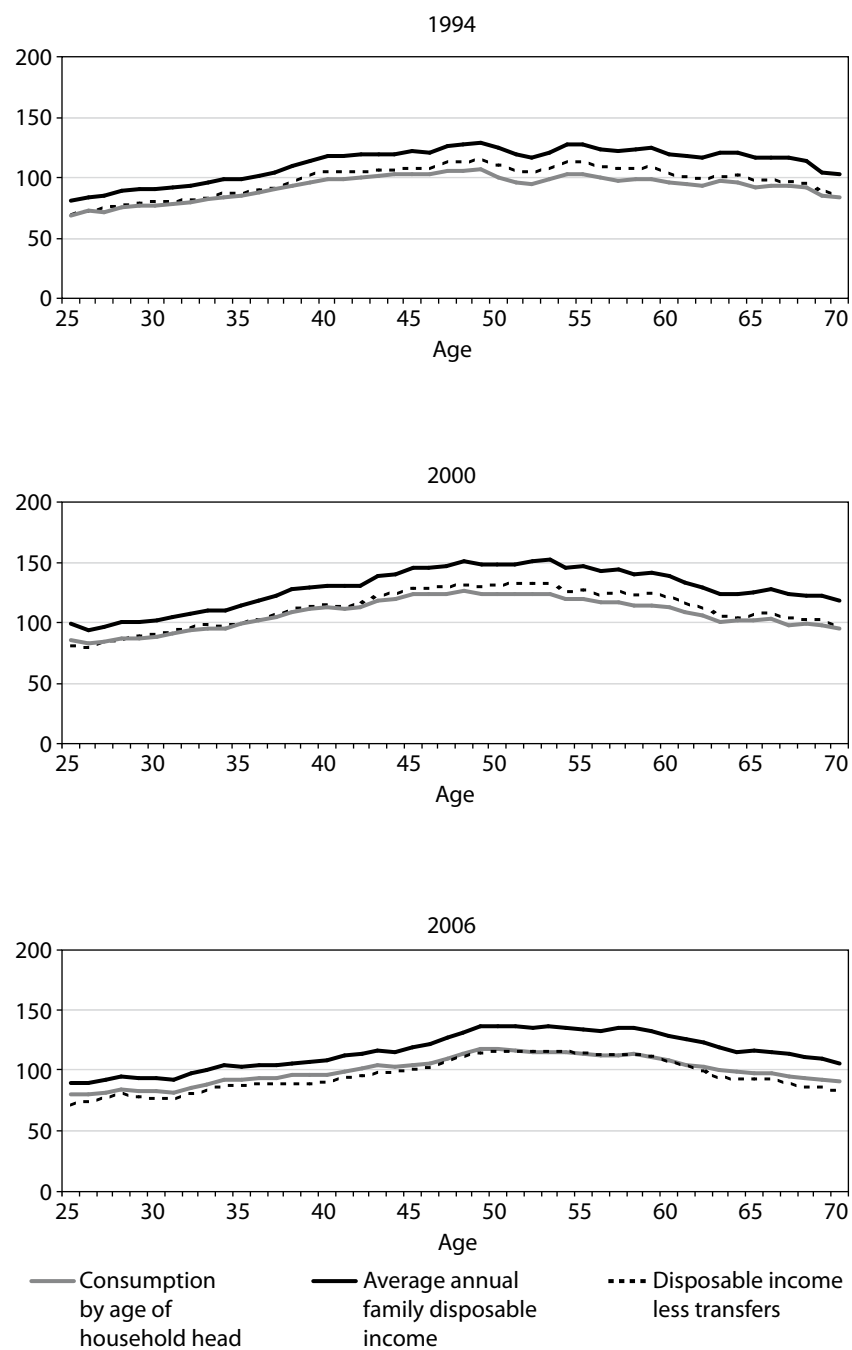 1994
200
150
100
50
0
25 30 35 40 45 50 55 60 65 70
Age
2000
200
150
100
50
0
25 30 35 40 45 50 55 60 65 70
Age
2006
200
150
100
50
0
25 30 35 40 45 50 55 60 65 70
Age
Consumption
by age of
household head
Average annual
family disposable
income
Disposable income
less transfers